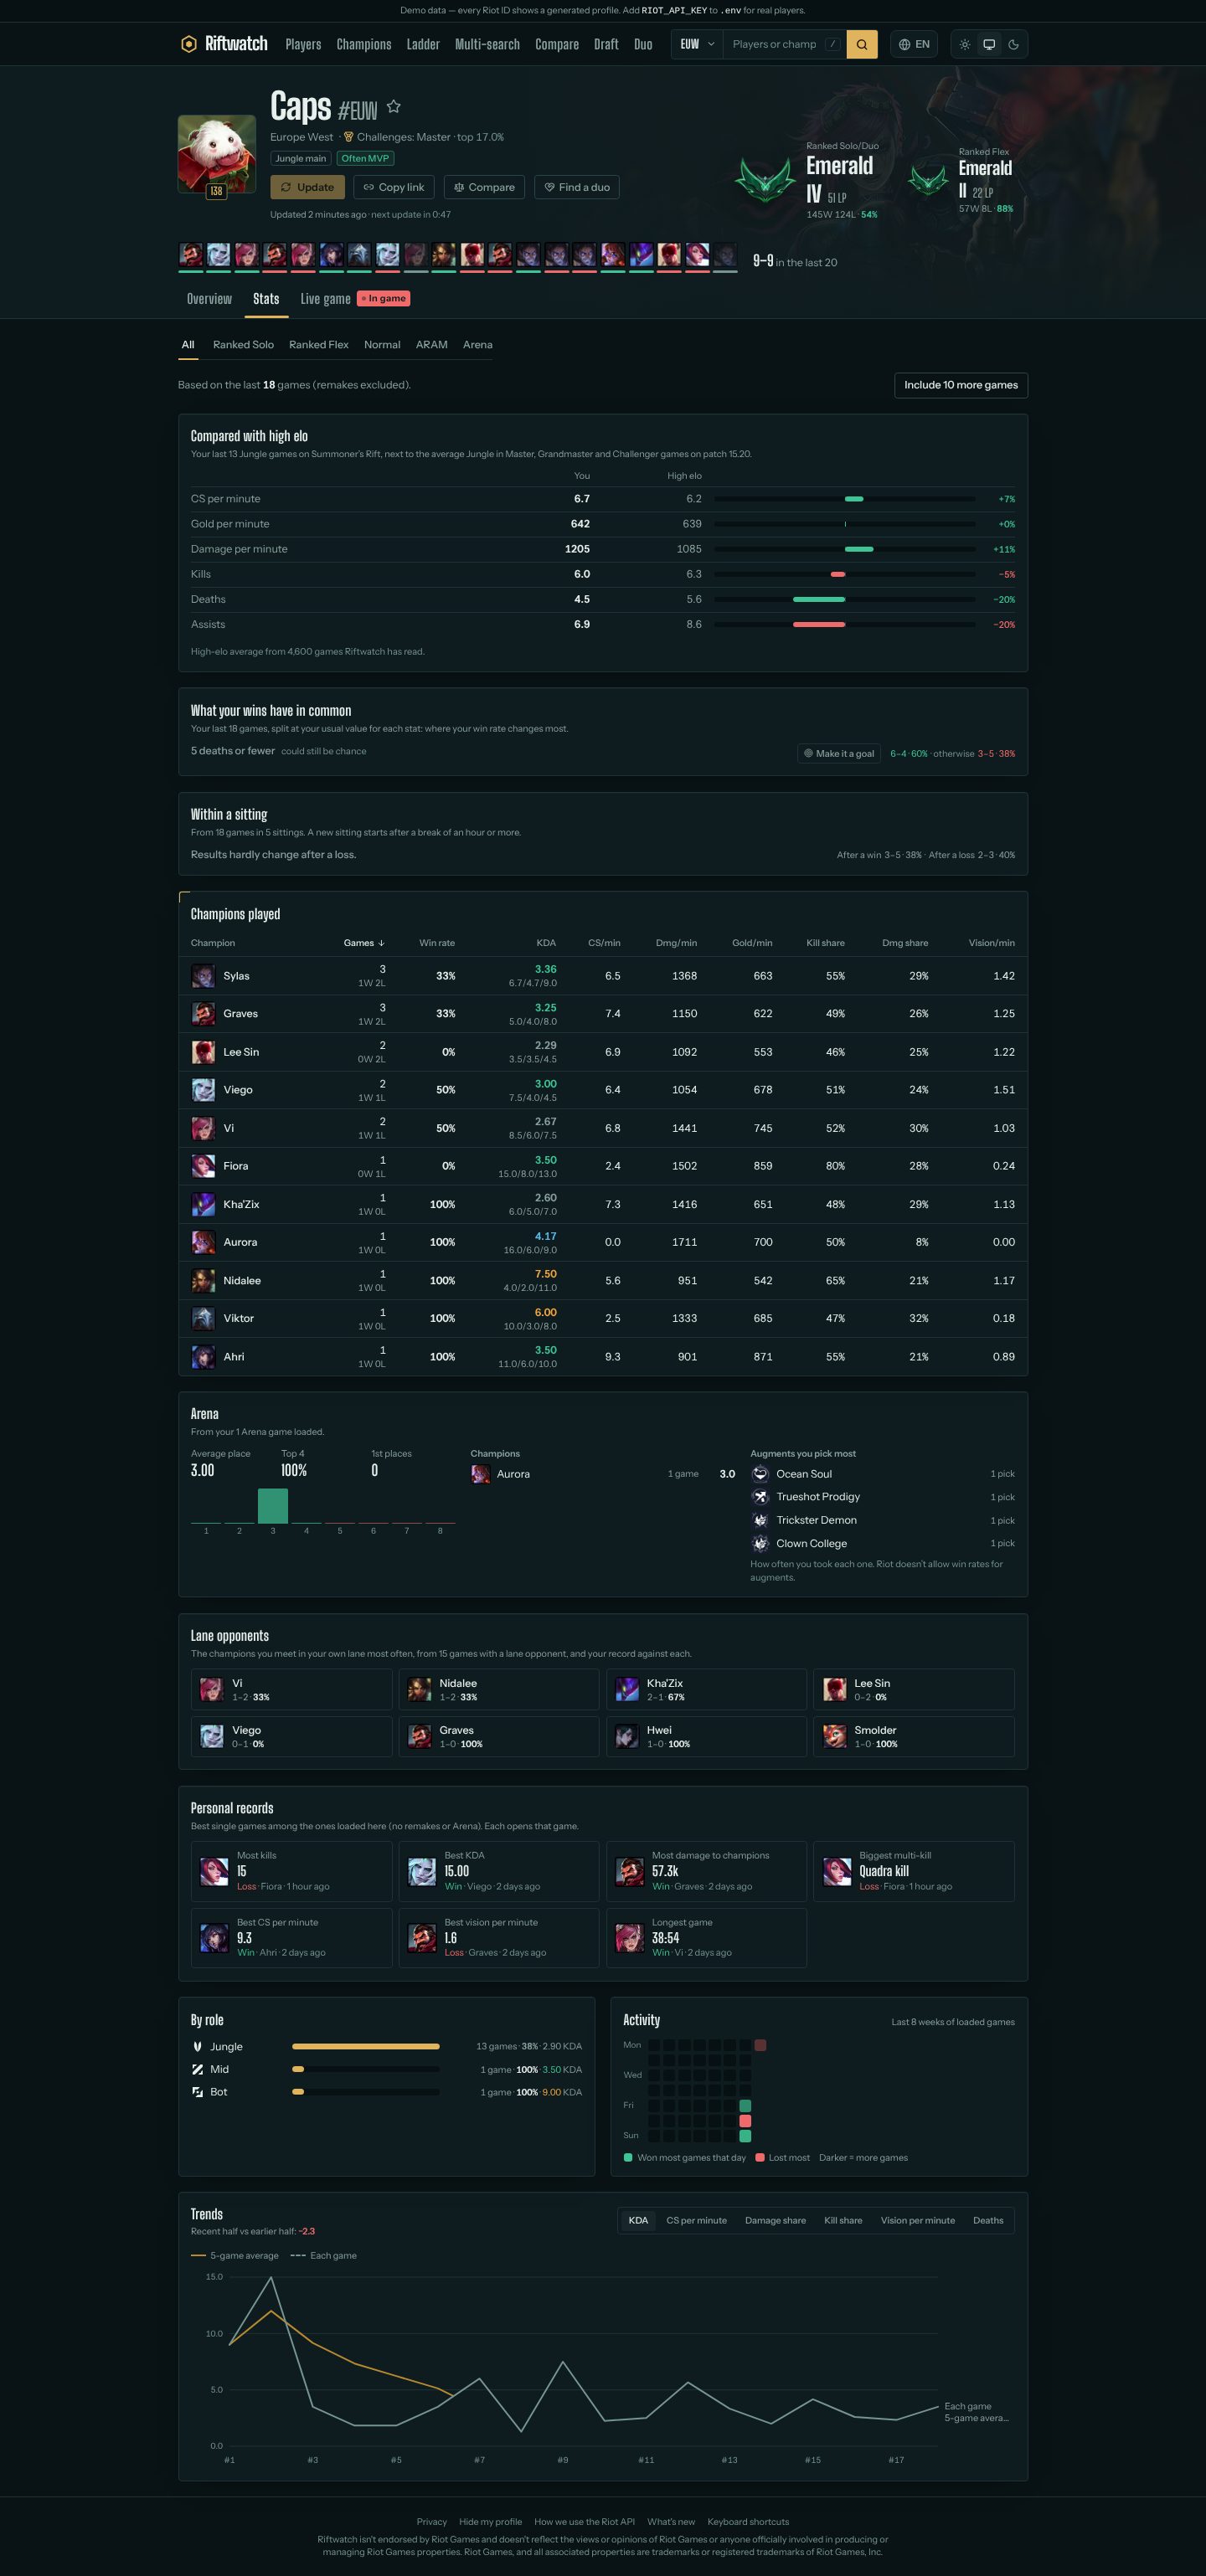 Demo data — every Riot ID shows a generated profile. Add RIOT_API_KEY to .env for real players.
Riftwatch Players Champions Ladder Multi-search Compare Draft Duo EUW Players or champ / EN
Caps #EUW
Europe West · Challenges: Master · top 17.0%
Jungle main Often MVP
138
Update Copy link Compare Find a duo
Updated 2 minutes ago · next update in 0:47
Ranked Solo/Duo
Emerald
IV 51 LP
145W 124L · 54%
Ranked Flex
Emerald
II 22 LP
57W 8L · 88%
9–9 in the last 20
Overview Stats Live game In game
All Ranked Solo Ranked Flex Normal ARAM Arena
Based on the last 18 games (remakes excluded). Include 10 more games
Compared with high elo
Your last 13 Jungle games on Summoner's Rift, next to the average Jungle in Master, Grandmaster and Challenger games on patch 15.20.
You High elo
CS per minute 6.7 6.2 +7%
Gold per minute 642 639 +0%
Damage per minute 1205 1085 +11%
Kills 6.0 6.3 −5%
Deaths 4.5 5.6 −20%
Assists 6.9 8.6 −20%
High-elo average from 4,600 games Riftwatch has read.
What your wins have in common
Your last 18 games, split at your usual value for each stat: where your win rate changes most.
5 deaths or fewer could still be chance Make it a goal 6–4 · 60% · otherwise 3–5 · 38%
Within a sitting
From 18 games in 5 sittings. A new sitting starts after a break of an hour or more.
Results hardly change after a loss. After a win 3–5 · 38% · After a loss 2–3 · 40%
Champions played
Champion Games ↓ Win rate KDA CS/min Dmg/min Gold/min Kill share Dmg share Vision/min
Sylas 3 33% 3.36 6.5 1368 663 55% 29% 1.42
1W 2L 6.7/4.7/9.0
Graves 3 33% 3.25 7.4 1150 622 49% 26% 1.25
1W 2L 5.0/4.0/8.0
Lee Sin 2 0% 2.29 6.9 1092 553 46% 25% 1.22
0W 2L 3.5/3.5/4.5
Viego 2 50% 3.00 6.4 1054 678 51% 24% 1.51
1W 1L 7.5/4.0/4.5
Vi 2 50% 2.67 6.8 1441 745 52% 30% 1.03
1W 1L 8.5/6.0/7.5
Fiora 1 0% 3.50 2.4 1502 859 80% 28% 0.24
0W 1L 15.0/8.0/13.0
Kha'Zix 1 100% 2.60 7.3 1416 651 48% 29% 1.13
1W 0L 6.0/5.0/7.0
Aurora 1 100% 4.17 0.0 1711 700 50% 8% 0.00
1W 0L 16.0/6.0/9.0
Nidalee 1 100% 7.50 5.6 951 542 65% 21% 1.17
1W 0L 4.0/2.0/11.0
Viktor 1 100% 6.00 2.5 1333 685 47% 32% 0.18
1W 0L 10.0/3.0/8.0
Ahri 1 100% 3.50 9.3 901 871 55% 21% 0.89
1W 0L 11.0/6.0/10.0
Arena
From your 1 Arena game loaded.
Average place Top 4 1st places
3.00 100% 0
1 2 3 4 5 6 7 8
Champions
Aurora 1 game 3.0
Augments you pick most
Ocean Soul 1 pick
Trueshot Prodigy 1 pick
Trickster Demon 1 pick
Clown College 1 pick
How often you took each one. Riot doesn't allow win rates for
augments.
Lane opponents
The champions you meet in your own lane most often, from 15 games with a lane opponent, and your record against each.
Vi Nidalee Kha'Zix Lee Sin
1–2 · 33% 1–2 · 33% 2–1 · 67% 0–2 · 0%
Viego Graves Hwei Smolder
0–1 · 0% 1–0 · 100% 1–0 · 100% 1–0 · 100%
Personal records
Best single games among the ones loaded here (no remakes or Arena). Each opens that game.
Most kills Best KDA Most damage to champions Biggest multi-kill
15 15.00 57.3k Quadra kill
Loss · Fiora · 1 hour ago Win · Viego · 2 days ago Win · Graves · 2 days ago Loss · Fiora · 1 hour ago
Best CS per minute Best vision per minute Longest game
9.3 1.6 38:54
Win · Ahri · 2 days ago Loss · Graves · 2 days ago Win · Vi · 2 days ago
By role
Jungle 13 games · 38% · 2.90 KDA
Mid 1 game · 100% · 3.50 KDA
Bot 1 game · 100% · 9.00 KDA
Activity Last 8 weeks of loaded games
Mon
Wed
Fri
Sun
Won most games that day Lost most Darker = more games
Trends
Recent half vs earlier half: −2.3
KDA CS per minute Damage share Kill share Vision per minute Deaths
5-game average Each game
15.0
10.0
5.0
0.0
Each game
5-game avera...
#1 #3 #5 #7 #9 #11 #13 #15 #17
Privacy Hide my profile How we use the Riot API What's new Keyboard shortcuts
Riftwatch isn't endorsed by Riot Games and doesn't reflect the views or opinions of Riot Games or anyone officially involved in producing or
managing Riot Games properties. Riot Games, and all associated properties are trademarks or registered trademarks of Riot Games, Inc.